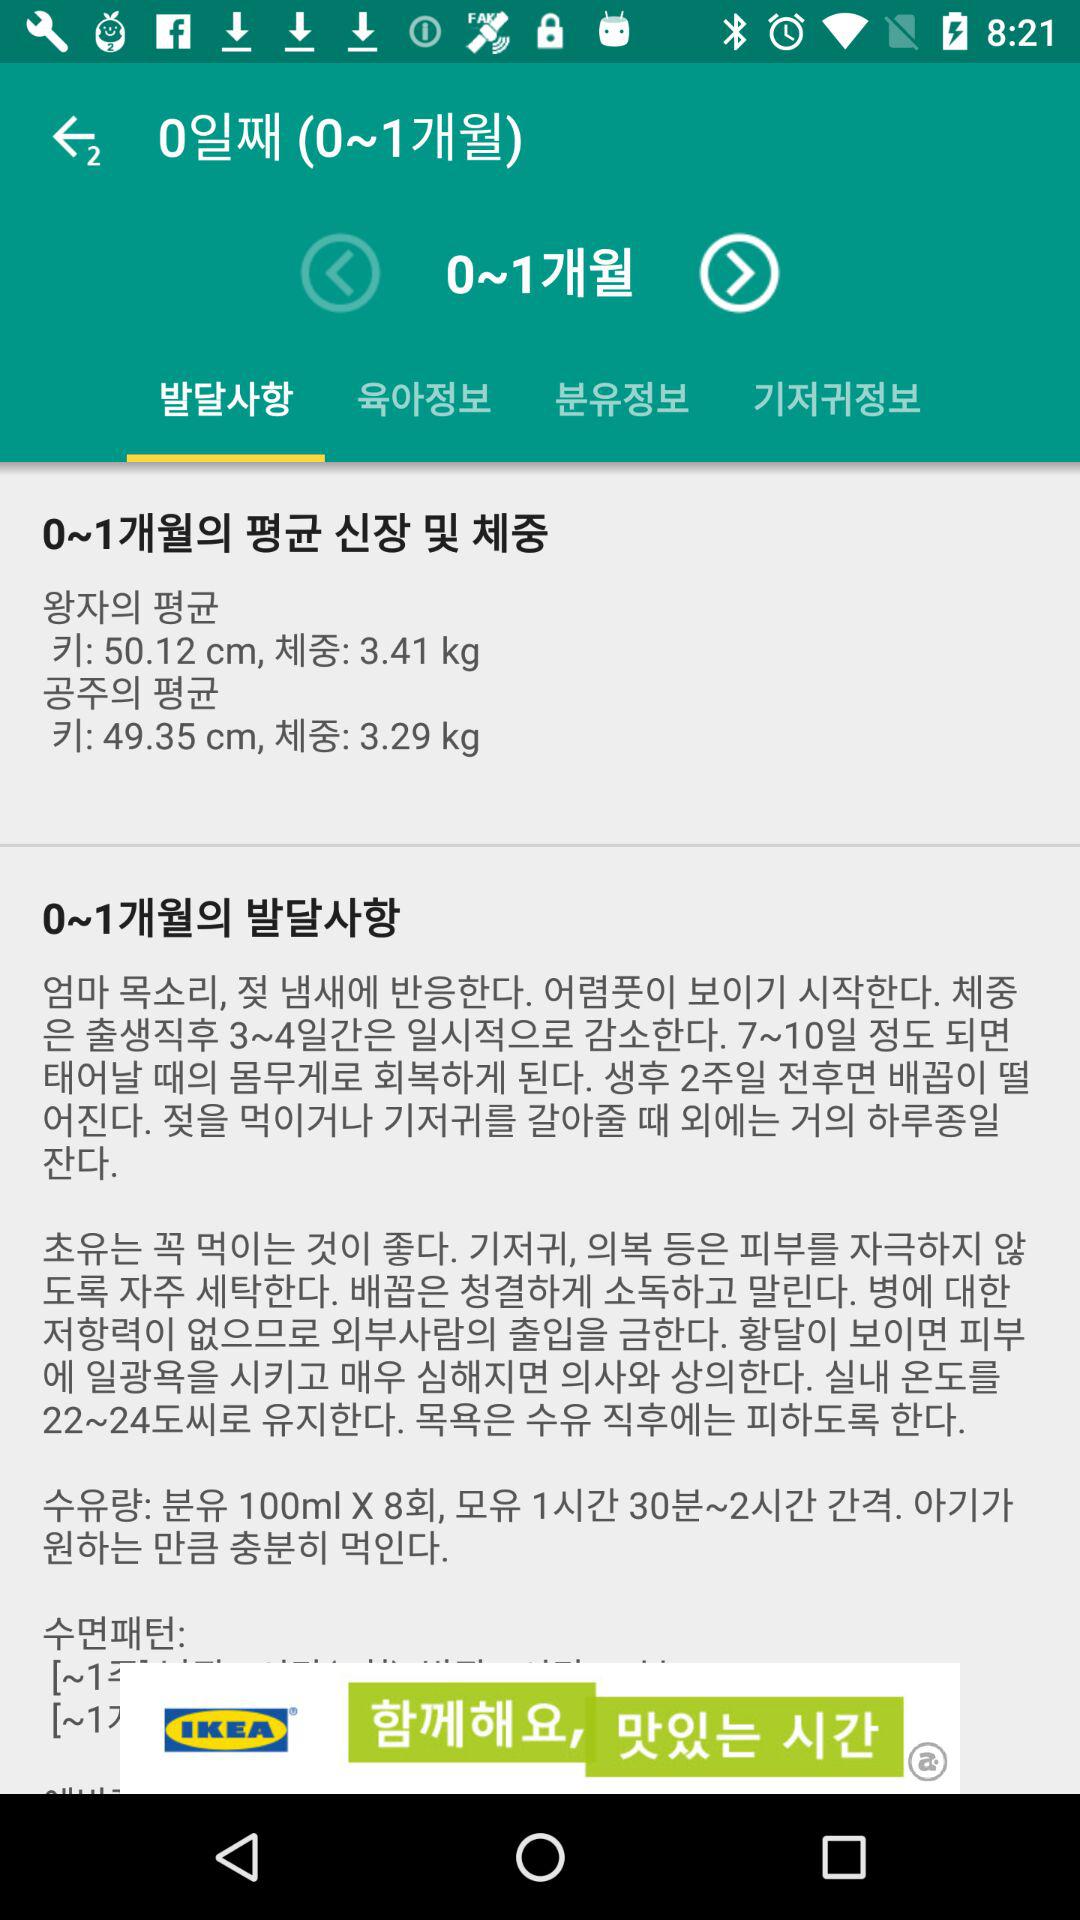 FAKE
8:21
2
0일째 (0~1개월)
0~1개월
발달사항 육아정보 분유정보 기저귀정보
0~1개월의 평균 신장 및 체중
왕자의 평균
키: 50.12 cm, 체중: 3.41 kg
공주의 평균
키: 49.35 cm, 체중: 3.29 kg
0~1개월의 발달사항
엄마 목소리, 젖 냄새에 반응한다. 어렴풋이 보이기 시작한다. 체중
은 출생직후 3~4일간은 일시적으로 감소한다. 7~10일 정도 되면
태어날 때의 몸무게로 회복하게 된다. 생후 2주일 전후면 배꼽이 떨
어진다. 젖을 먹이거나 기저귀를 갈아줄 때 외에는 거의 하루종일
잔다.
초유는 꼭 먹이는 것이 좋다. 기저귀, 의복 등은 피부를 자극하지 않
도록 자주 세탁한다. 배꼽은 청결하게 소독하고 말린다. 병에 대한
저항력이 없으므로 외부사람의 출입을 금한다. 황달이 보이면 피부
에 일광욕을 시키고 매우 심해지면 의사와 상의한다. 실내 온도를
22~24도씨로 유지한다. 목욕은 수유 직후에는 피하도록 한다.
수유량: 분유 100ml X 8회, 모유 1시간 30분~2시간 간격. 아기가
원하는 만큼 충분히 먹인다.
수면패턴:
[~1
[~1
IKEA 함께해요, 맛있는 시간